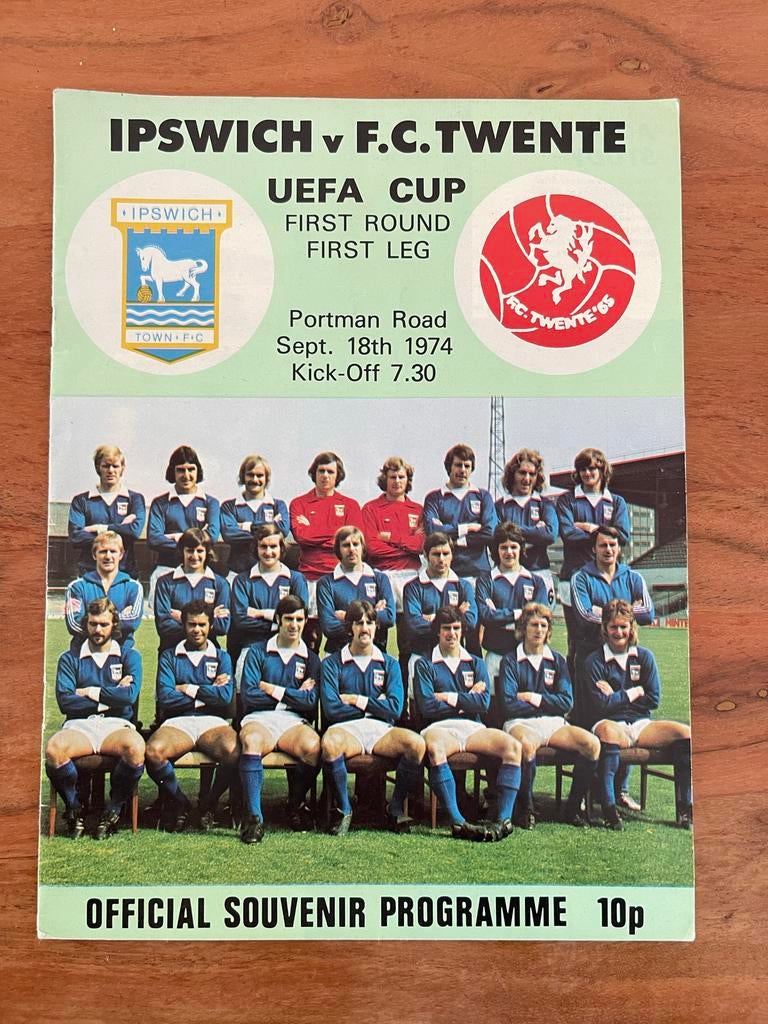 IPSWICH v F.C. TWENTE
UEFA CUP
FIRST ROUND
FIRST LEG
IPSWICH
TOWN·F·C
F.C. TWENTE '65
Portman Road
Sept. 18th 1974
Kick-Off 7.30
OFFICIAL SOUVENIR PROGRAMME 10p